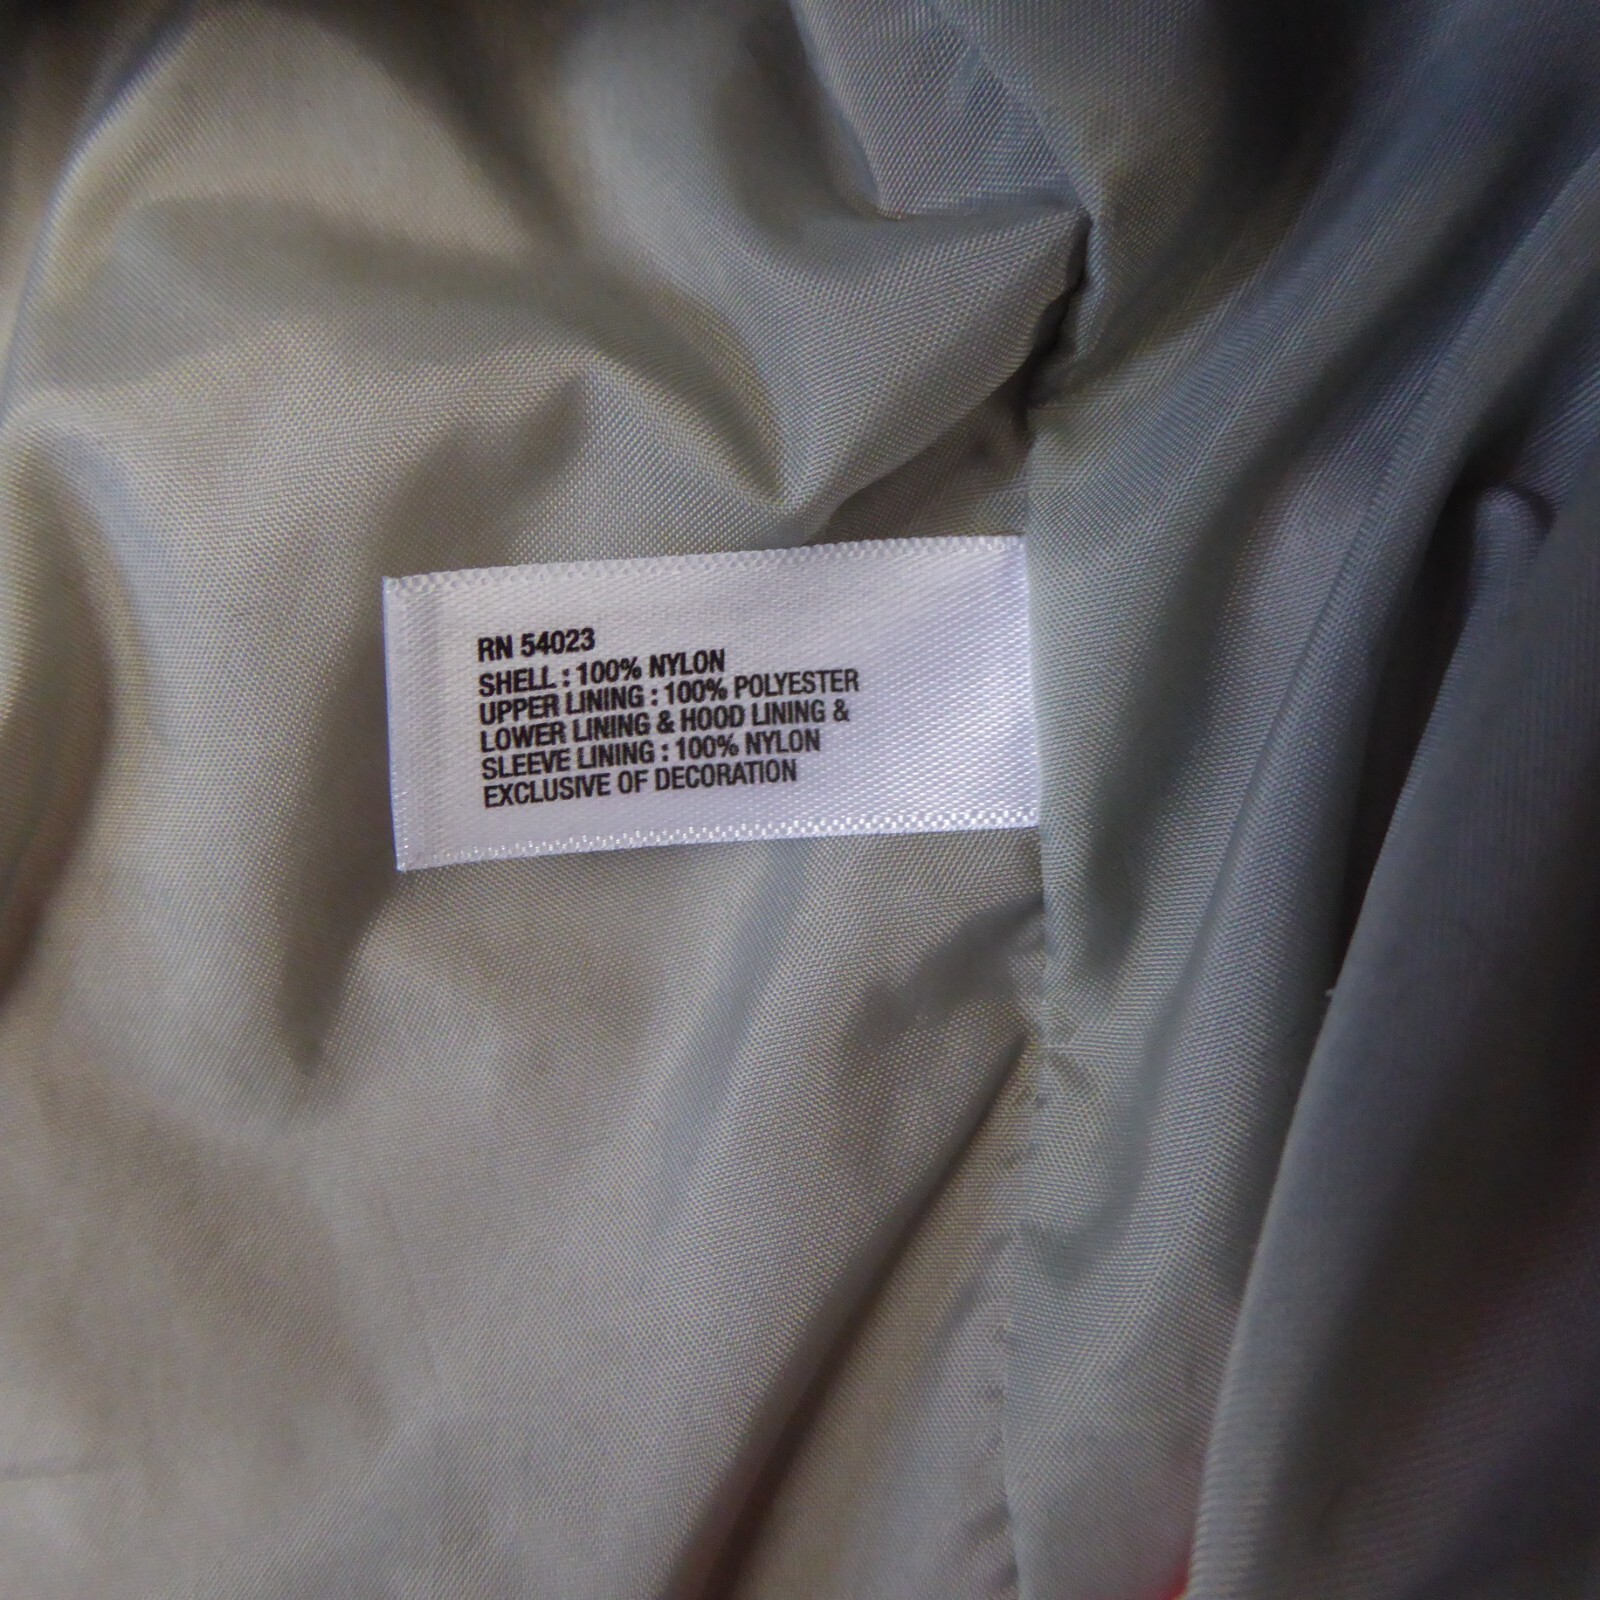 RN 54023
SHELL : 100% NYLON
UPPER LINING : 100% POLYESTER
LOWER LINING & HOOD LINING &
SLEEVE LINING : 100% NYLON
EXCLUSIVE OF DECORATION